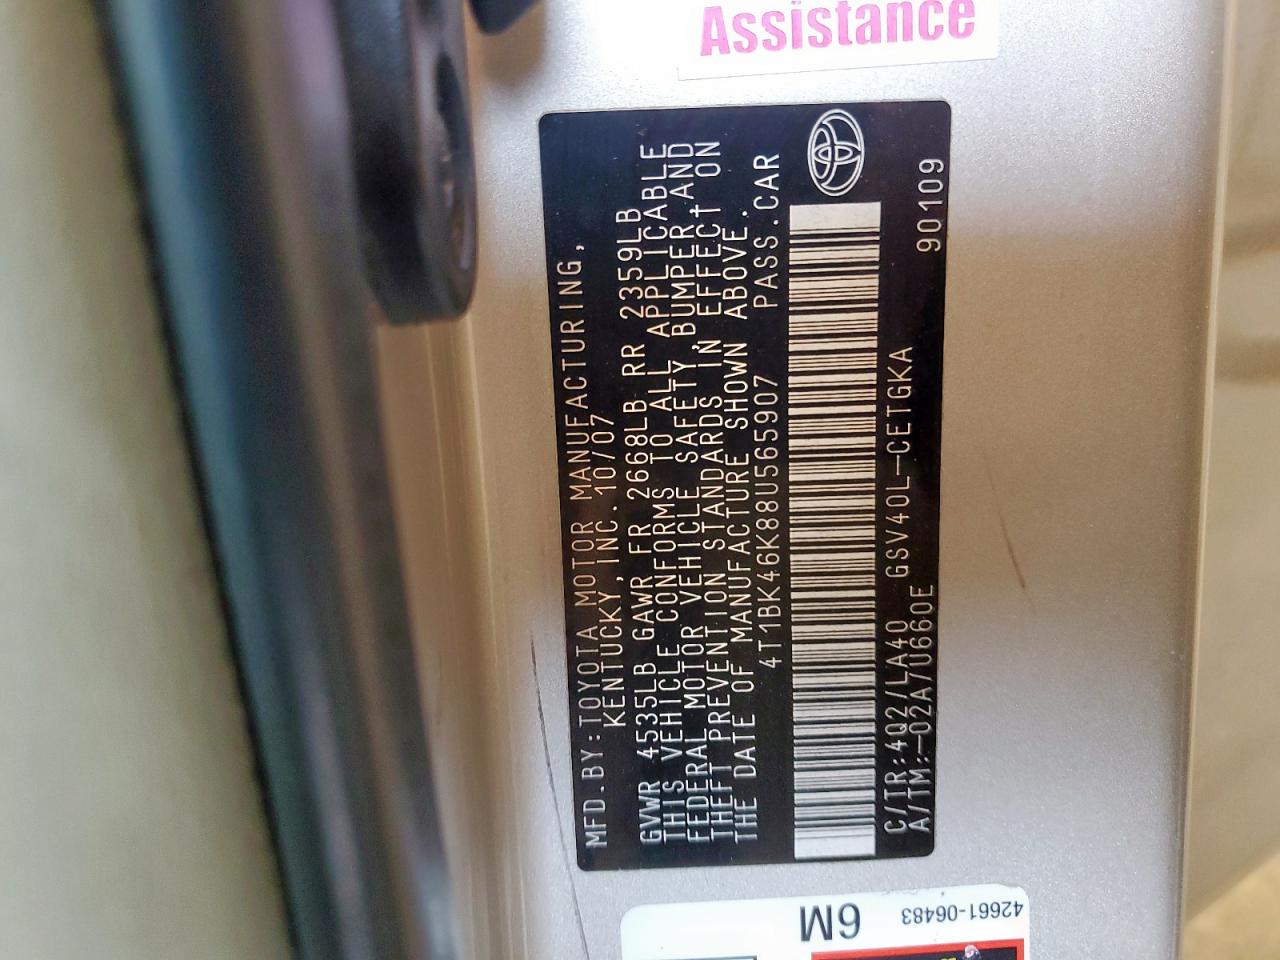 Assistance
MFD.BY:TOYOTA MOTOR MANUFACTURING,
KENTUCKY,INC. 10/07
GVWR 4535LB GAWR FR 2668LB RR 2359LB
THIS VEHICLE CONFORMS TO ALL APPLICABLE
FEDERAL MOTOR VEHICLE SAFETY,BUMPER,AND
THEFT PREVENTION STANDARDS IN EFFECT ON
THE DATE OF MANUFACTURE SHOWN ABOVE.
4T1BK46K88U565907 PASS.CAR
C/TR:4Q2/LA40 GSV40L-CETGKA
A/TM:-02A/U660E 90109
6M
42661-06483